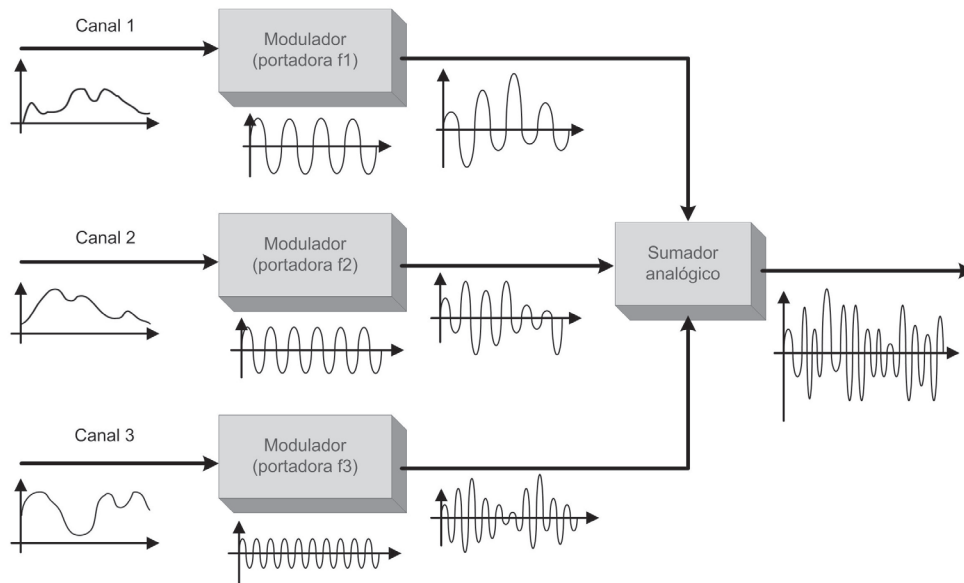 Canal 1
Modulador
(portadora f1)
Canal 2
Modulador
(portadora f2)
Sumador
analógico
Canal 3
Modulador
(portadora f3)